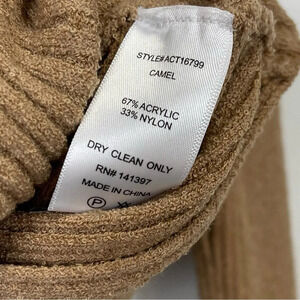 STYLE#ACT16799
CAMEL
67% ACRYLIC
33% NYLON
DRY CLEAN ONLY
RN# 141397
MADE IN CHINA
P